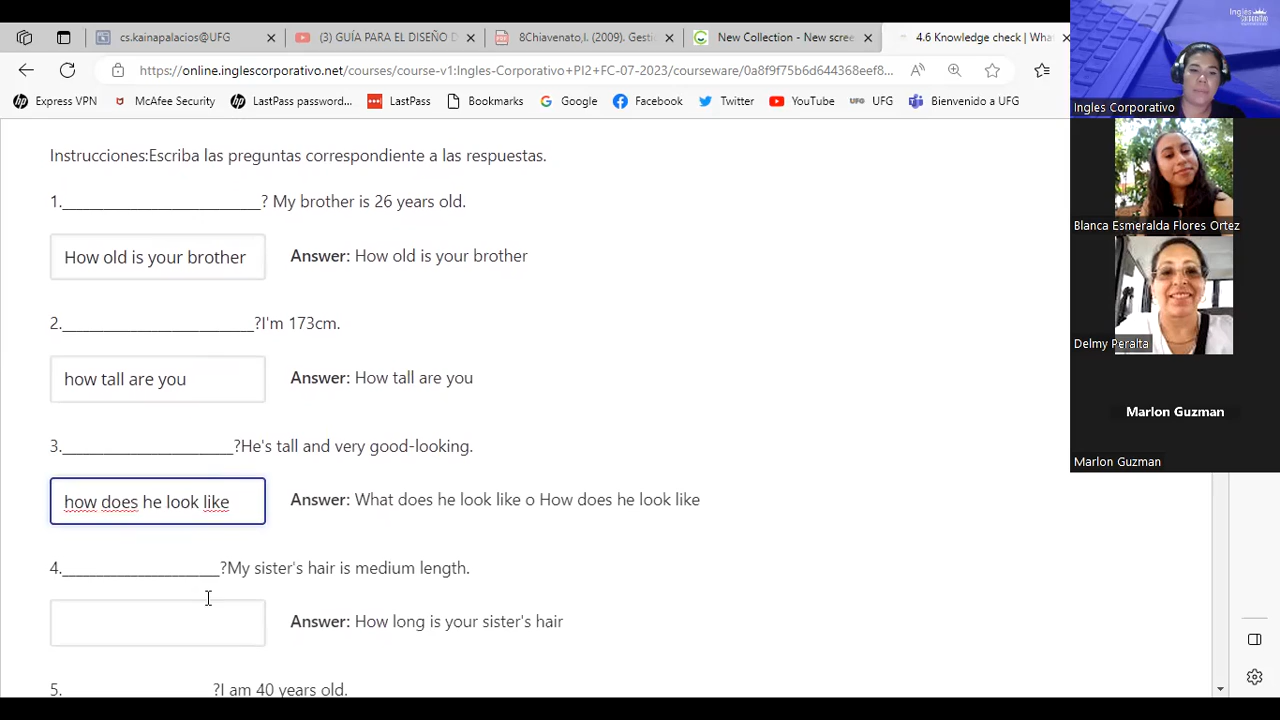 cs.kainapalacios@UFG
(3) GUÍA PARA EL DISEÑO D
8Chiavenato,I. (2009). Gesti
New Collection - New scree
4.6 Knowledge check | Wha
https://online.inglescorporativo.net/courses/course-v1:Ingles-Corporativo+PI2+FC-07-2023/courseware/0a8f9f75b6d644368eef8...
Express VPN
McAfee Security
LastPass password...
LastPass
Bookmarks
Google
Facebook
Twitter
YouTube
UFG
Bienvenido a UFG
Instrucciones:Escriba las preguntas correspondiente a las respuestas.
1.________________________? My brother is 26 years old.
How old is your brother
Answer: How old is your brother
2.________________________?I'm 173cm.
how tall are you
Answer: How tall are you
3.____________________?He's tall and very good-looking.
how does he look like
Answer: What does he look like o How does he look like
4.___________________?My sister's hair is medium length.
Answer: How long is your sister's hair
5.__________________?I am 40 years old.
Ingles
corporativo
Ingles Corporativo
Blanca Esmeralda Flores Ortez
Delmy Peralta
Marlon Guzman
Marlon Guzman